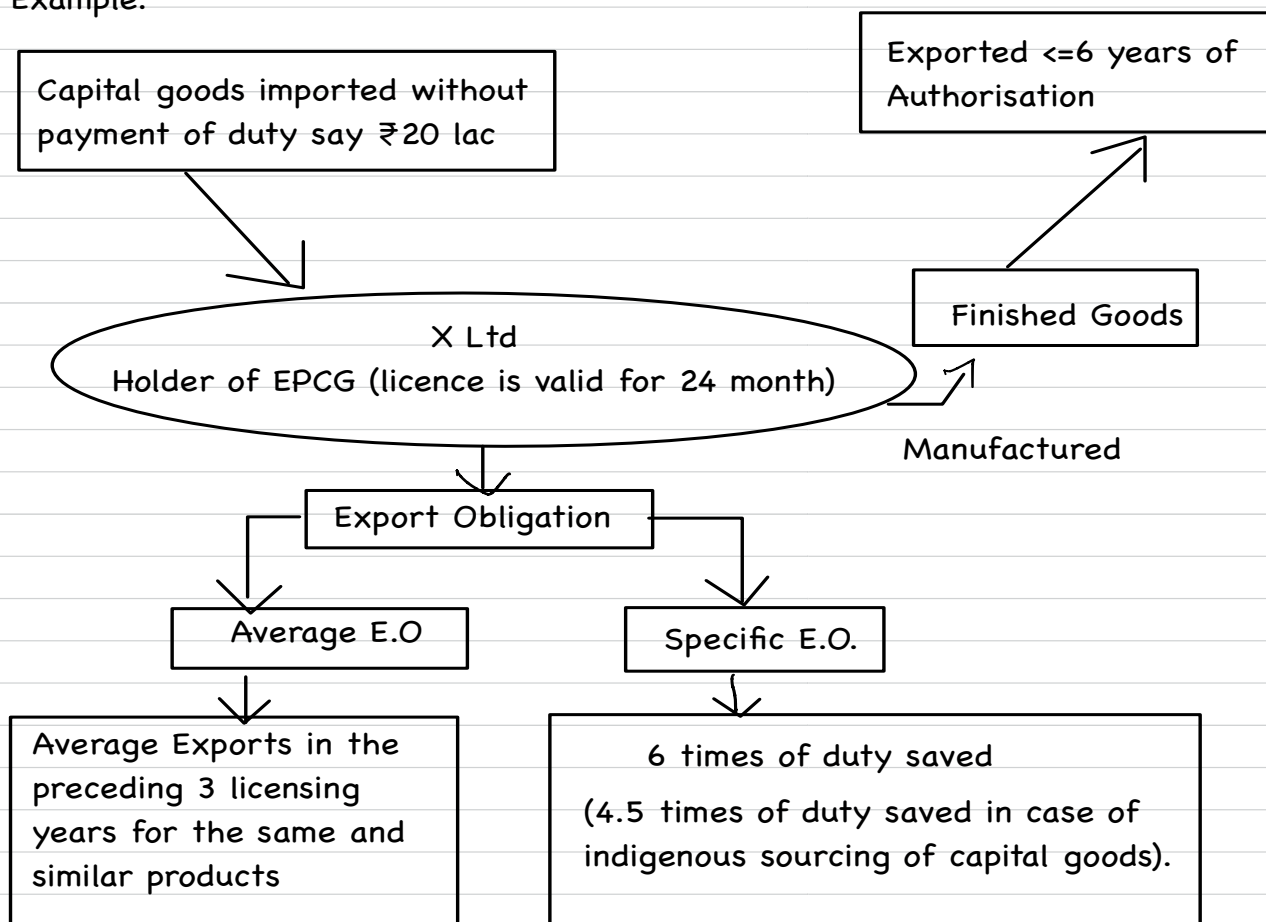 Example:
Capital goods imported without
payment of duty say ₹20 lac
Exported <=6 years of
Authorisation
X Ltd
Holder of EPCG (licence is valid for 24 month)
Finished Goods
Manufactured
Export Obligation
Average E.O
Specific E.O.
Average Exports in the
preceding 3 licensing
years for the same and
similar products
6 times of duty saved
(4.5 times of duty saved in case of
indigenous sourcing of capital goods).